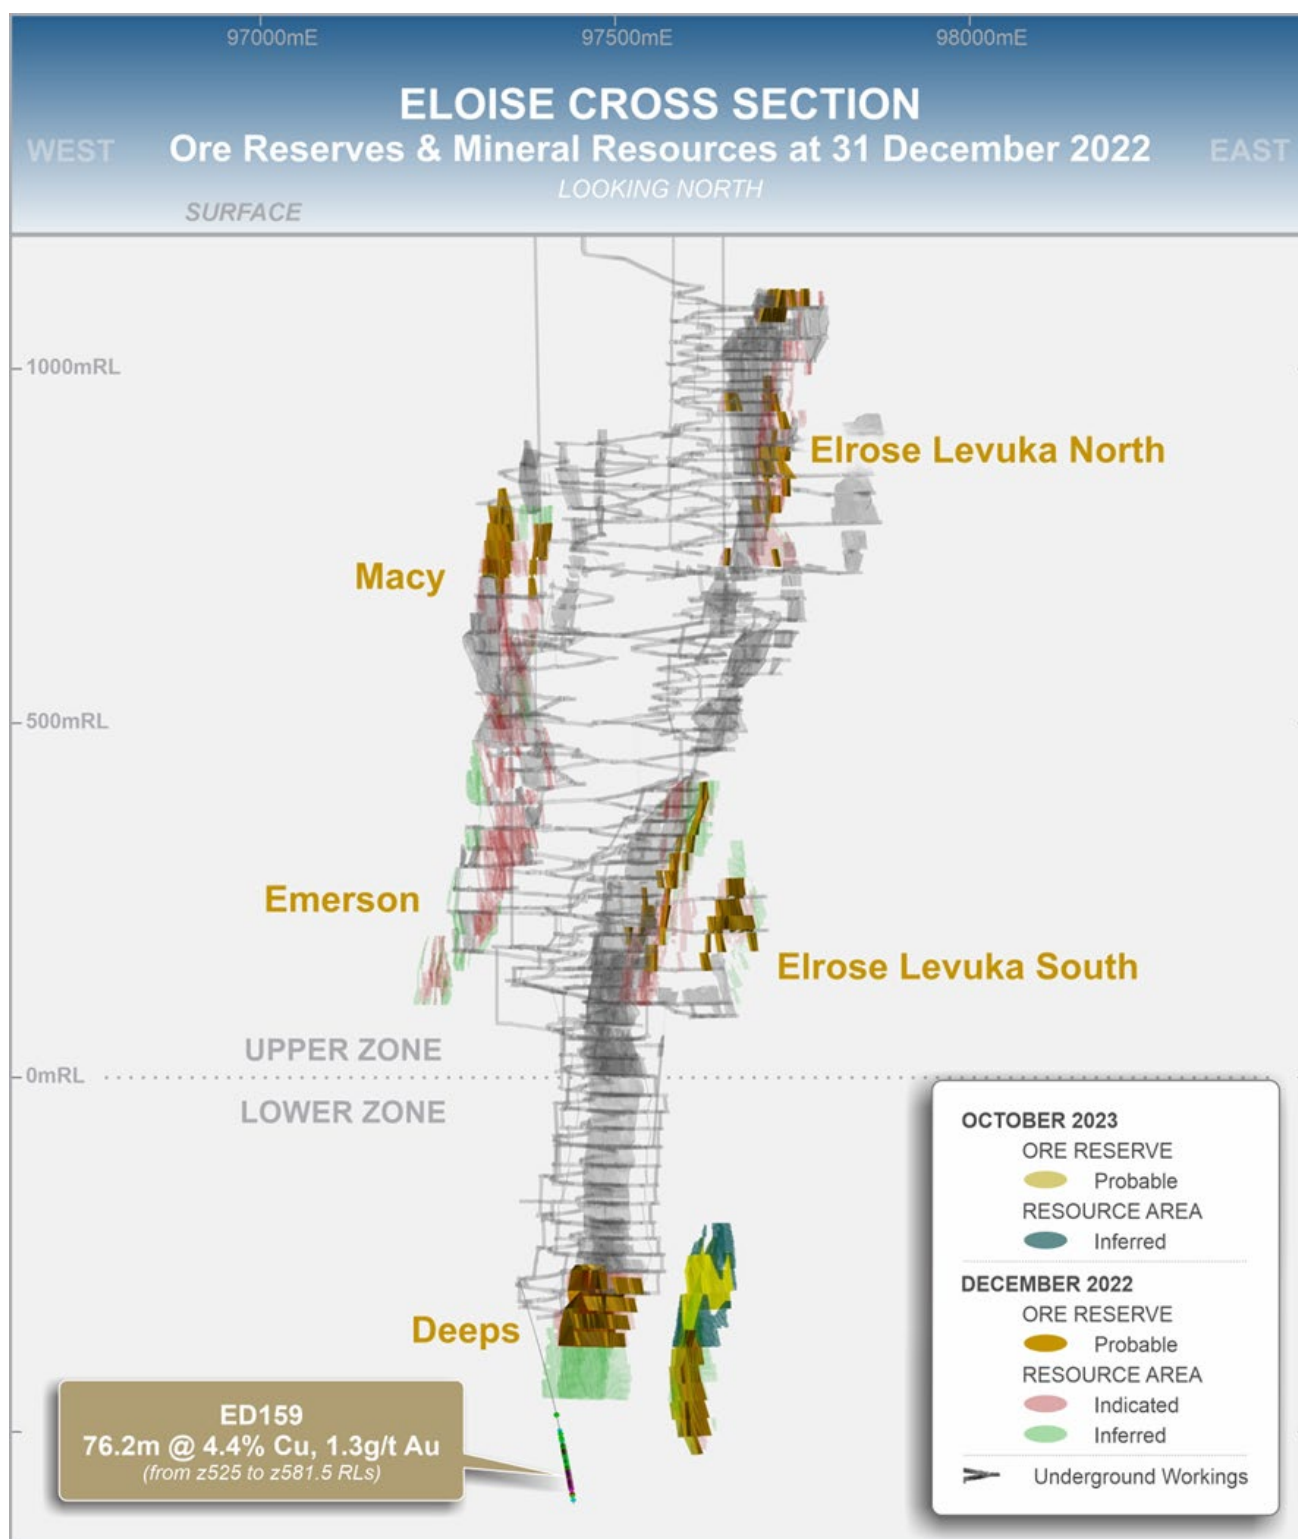 97000mE 97500mE 98000mE
ELOISE CROSS SECTION
WEST Ore Reserves & Mineral Resources at 31 December 2022 EAST
LOOKING NORTH
SURFACE
1000mRL
Elrose Levuka North
Macy
500mRL
Emerson
Elrose Levuka South
UPPER ZONE
0mRL
LOWER ZONE
Deeps
ED159
76.2m @ 4.4% Cu, 1.3g/t Au
(from z525 to z581.5 RLs)
OCTOBER 2023
ORE RESERVE
Probable
RESOURCE AREA
Inferred
DECEMBER 2022
ORE RESERVE
Probable
RESOURCE AREA
Indicated
Inferred
Underground Workings